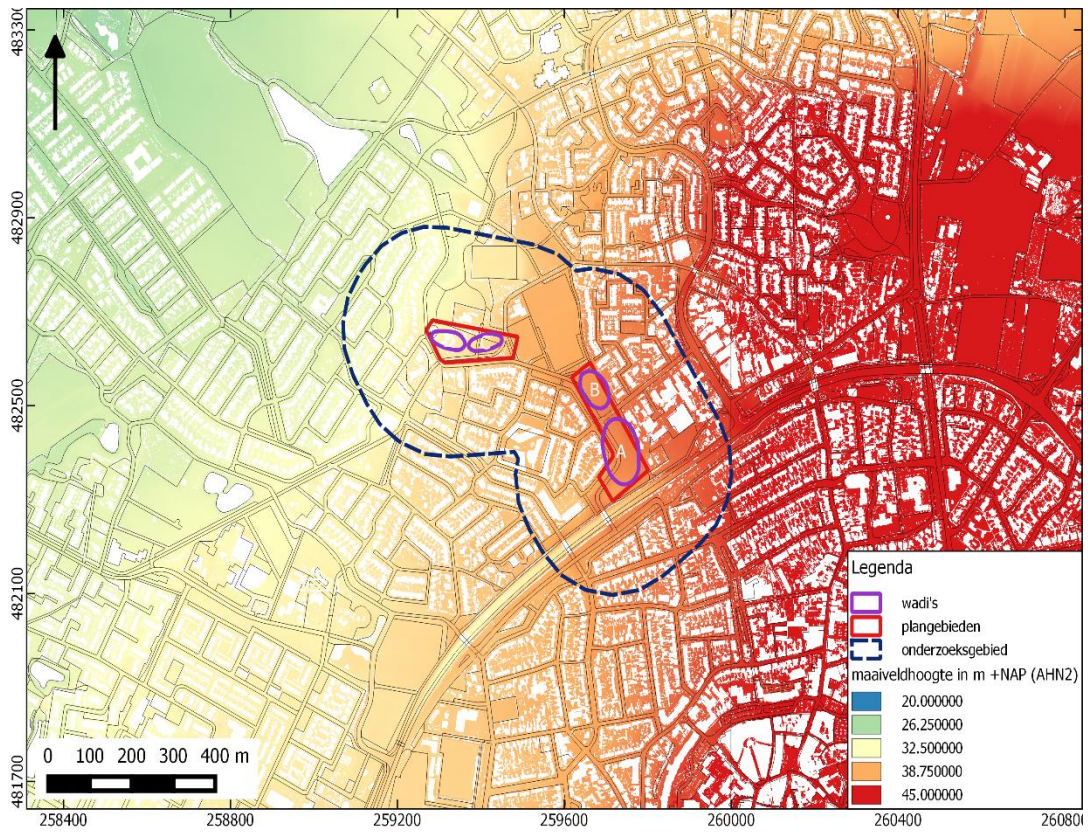 483300
482900
482500
482100
481700
B
A
Legenda
wadi's
plangebieden
onderzoeksgebied
maaiveldhoogte in m +NAP (AHN2)
20.000000
26.250000
32.500000
38.750000
45.000000
0 100 200 300 400 m
258400 258800 259200 259600 260000 260400 260800